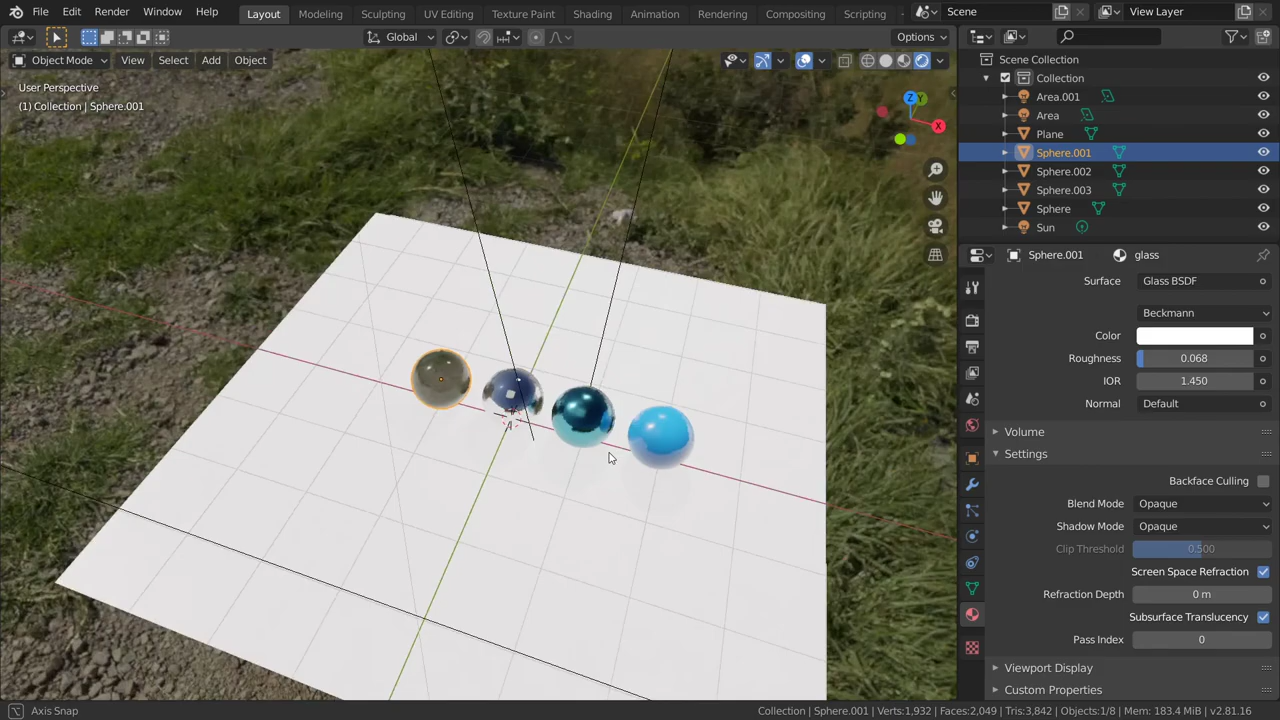 File Edit Render Window Help Layout Modeling Sculpting UV Editing Texture Paint Shading Animation Rendering Compositing Scripting Scene View Layer
Global Options
Object Mode View Select Add Object
User Perspective
(1) Collection | Sphere.001
Z
Y
X
Scene Collection
Collection
Area.001
Area
Plane
Sphere.001
Sphere.002
Sphere.003
Sphere
Sun
Sphere.001 glass
Surface Glass BSDF
Beckmann
Color
Roughness 0.068
IOR 1.450
Normal Default
Volume
Settings
Backface Culling
Blend Mode Opaque
Shadow Mode Opaque
Clip Threshold 0.500
Screen Space Refraction
Refraction Depth 0 m
Subsurface Translucency
Pass Index 0
Viewport Display
Custom Properties
Axis Snap Collection | Sphere.001 | Verts:1,932 | Faces:2,049 | Tris:3,842 | Objects:1/8 | Mem: 183.4 MiB | v2.81.16